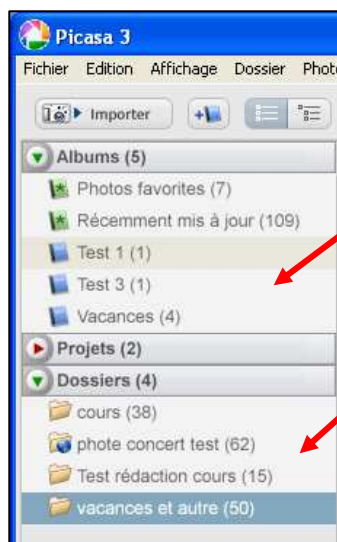 Picasa 3
Fichier Edition Affichage Dossier Phot
Importer
Albums (5)
Photos favorites (7)
Récemment mis à jour (109)
Test 1 (1)
Test 3 (1)
Vacances (4)
Projets (2)
Dossiers (4)
cours (38)
phote concert test (62)
Test rédaction cours (15)
vacances et autre (50)